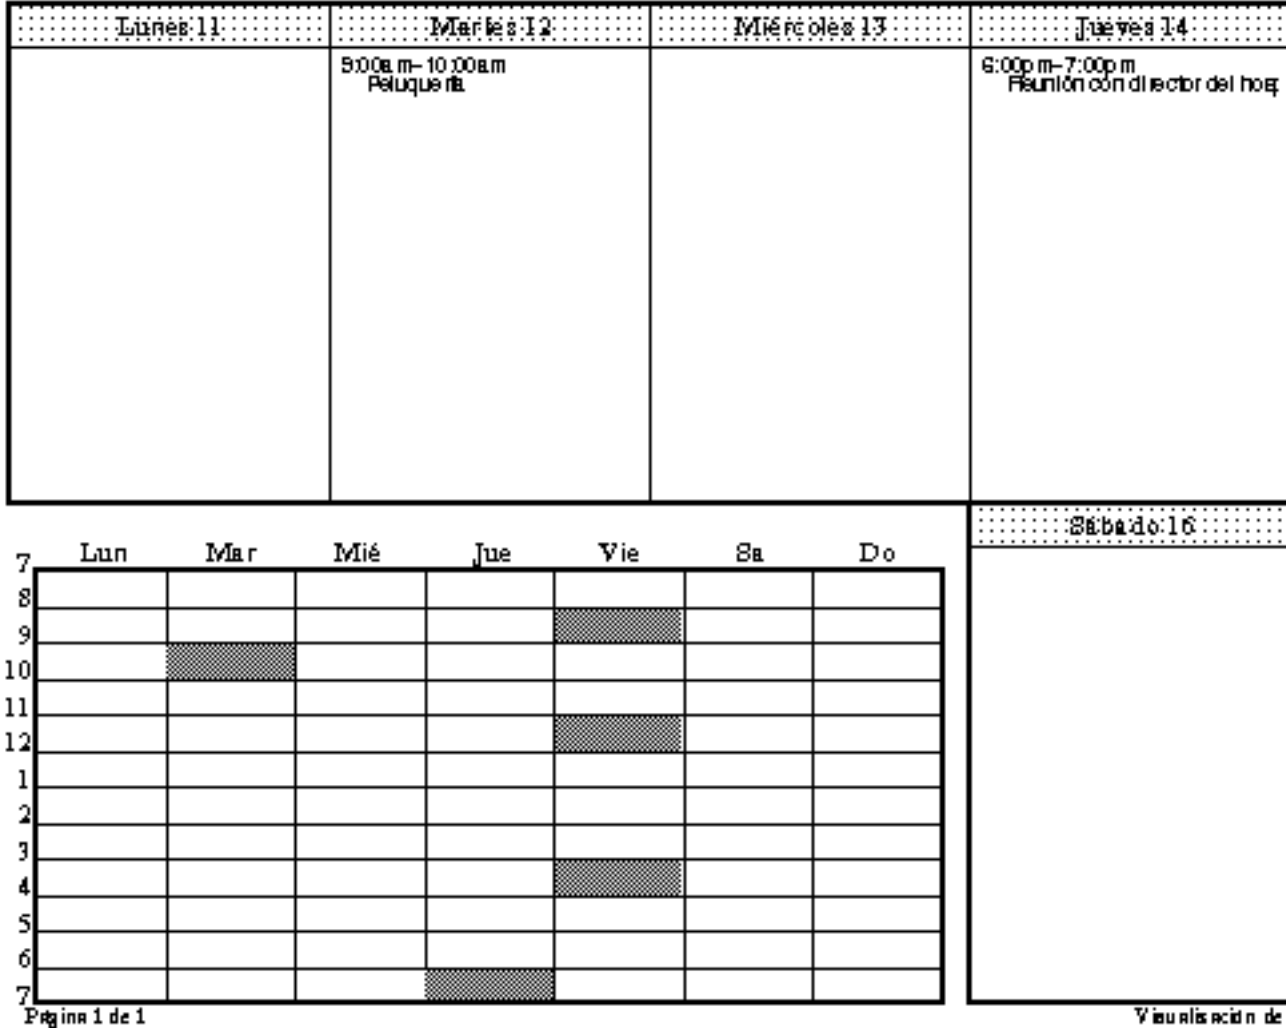 Lunes 11
Martes 12
Miércoles 13
Jueves 14
9:00am-10:00am
Peluquería
6:00pm-7:00pm
Reunión con director del hosp
Sábado 16
Lun Mar Mié Jue Vie Sa Do
7
8
9
10
11
12
1
2
3
4
5
6
7
Página 1 de 1
Visualisación de